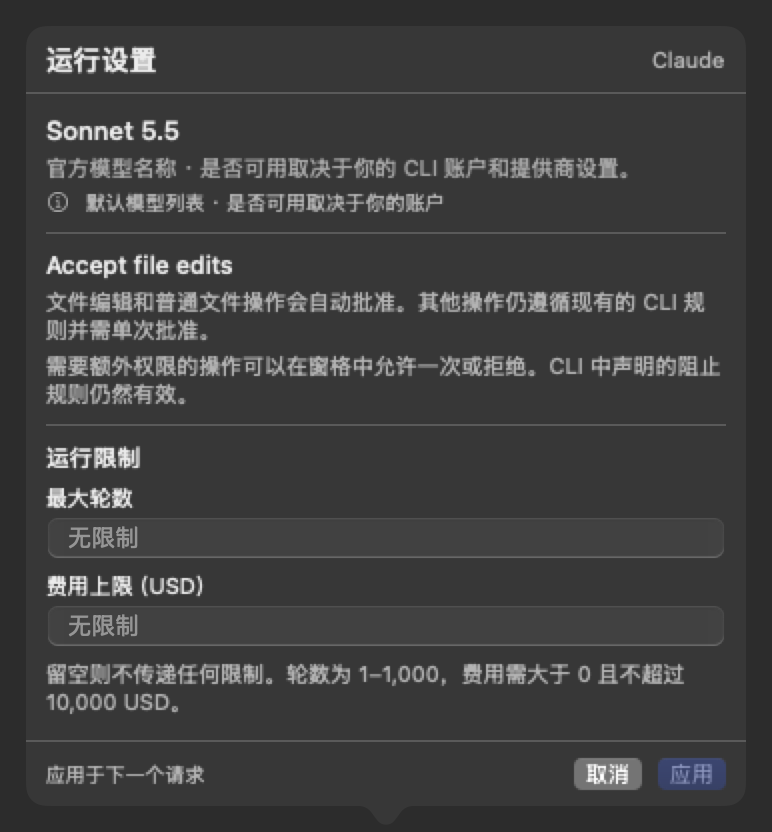 运行设置
Claude
Sonnet 5.5
官方模型名称 · 是否可用取决于你的 CLI 账户和提供商设置。
默认模型列表 · 是否可用取决于你的账户
Accept file edits
文件编辑和普通文件操作会自动批准。其他操作仍遵循现有的 CLI 规
则并需单次批准。
需要额外权限的操作可以在窗格中允许一次或拒绝。CLI 中声明的阻止
规则仍然有效。
运行限制
最大轮数
无限制
费用上限 (USD)
无限制
留空则不传递任何限制。轮数为 1–1,000，费用需大于 0 且不超过
10,000 USD。
应用于下一个请求
取消
应用